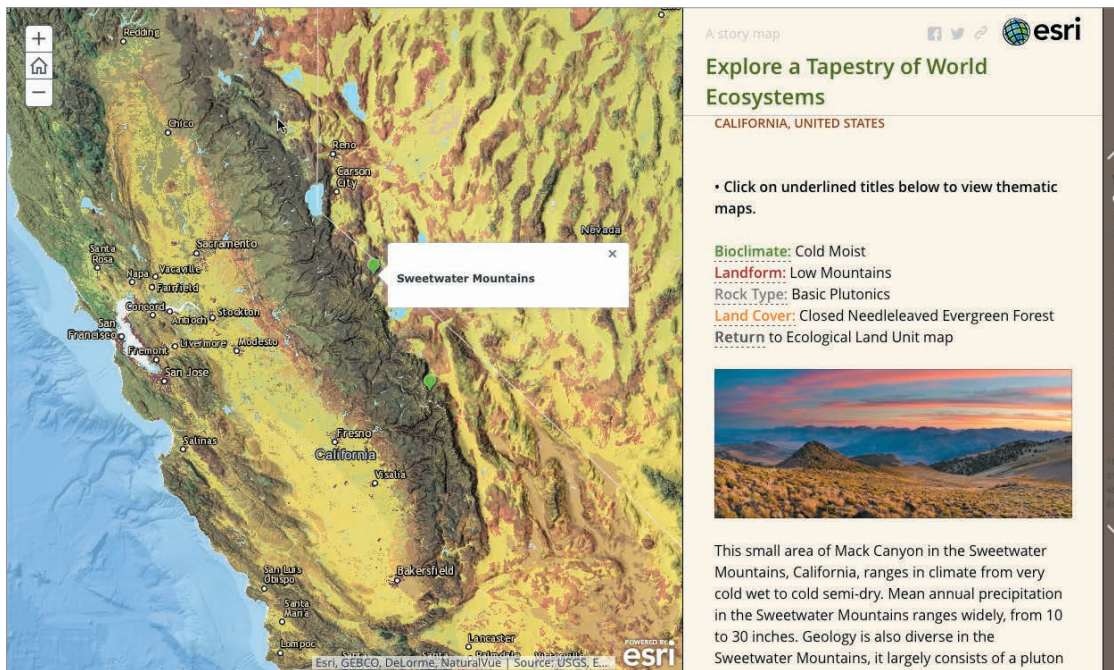 Redding
Chico
Reno
Carson
City
Nevada
Santa
Rosa
Sacramento
Napa
Vacaville
Fairfield
Concord
Antioch
Stockton
San
Francisco
Livermore
Modesto
Fremont
San Jose
Salinas
Fresno
California
Visalia
San Luis
Obispo
Bakersfield
Santa
Maria
Lompoc
Lancaster
Santa
Palmdale
Victorville
Sweetwater Mountains
POWERED BY
esri
Esri, GEBCO, DeLorme, NaturalVue | Source: USGS, E...
A story map
esri
Explore a Tapestry of World
Ecosystems
CALIFORNIA, UNITED STATES
• Click on underlined titles below to view thematic
maps.
Bioclimate: Cold Moist
Landform: Low Mountains
Rock Type: Basic Plutonics
Land Cover: Closed Needleleaved Evergreen Forest
Return to Ecological Land Unit map
This small area of Mack Canyon in the Sweetwater
Mountains, California, ranges in climate from very
cold wet to cold semi-dry. Mean annual precipitation
in the Sweetwater Mountains ranges widely, from 10
to 30 inches. Geology is also diverse in the
Sweetwater Mountains, it largely consists of a pluton